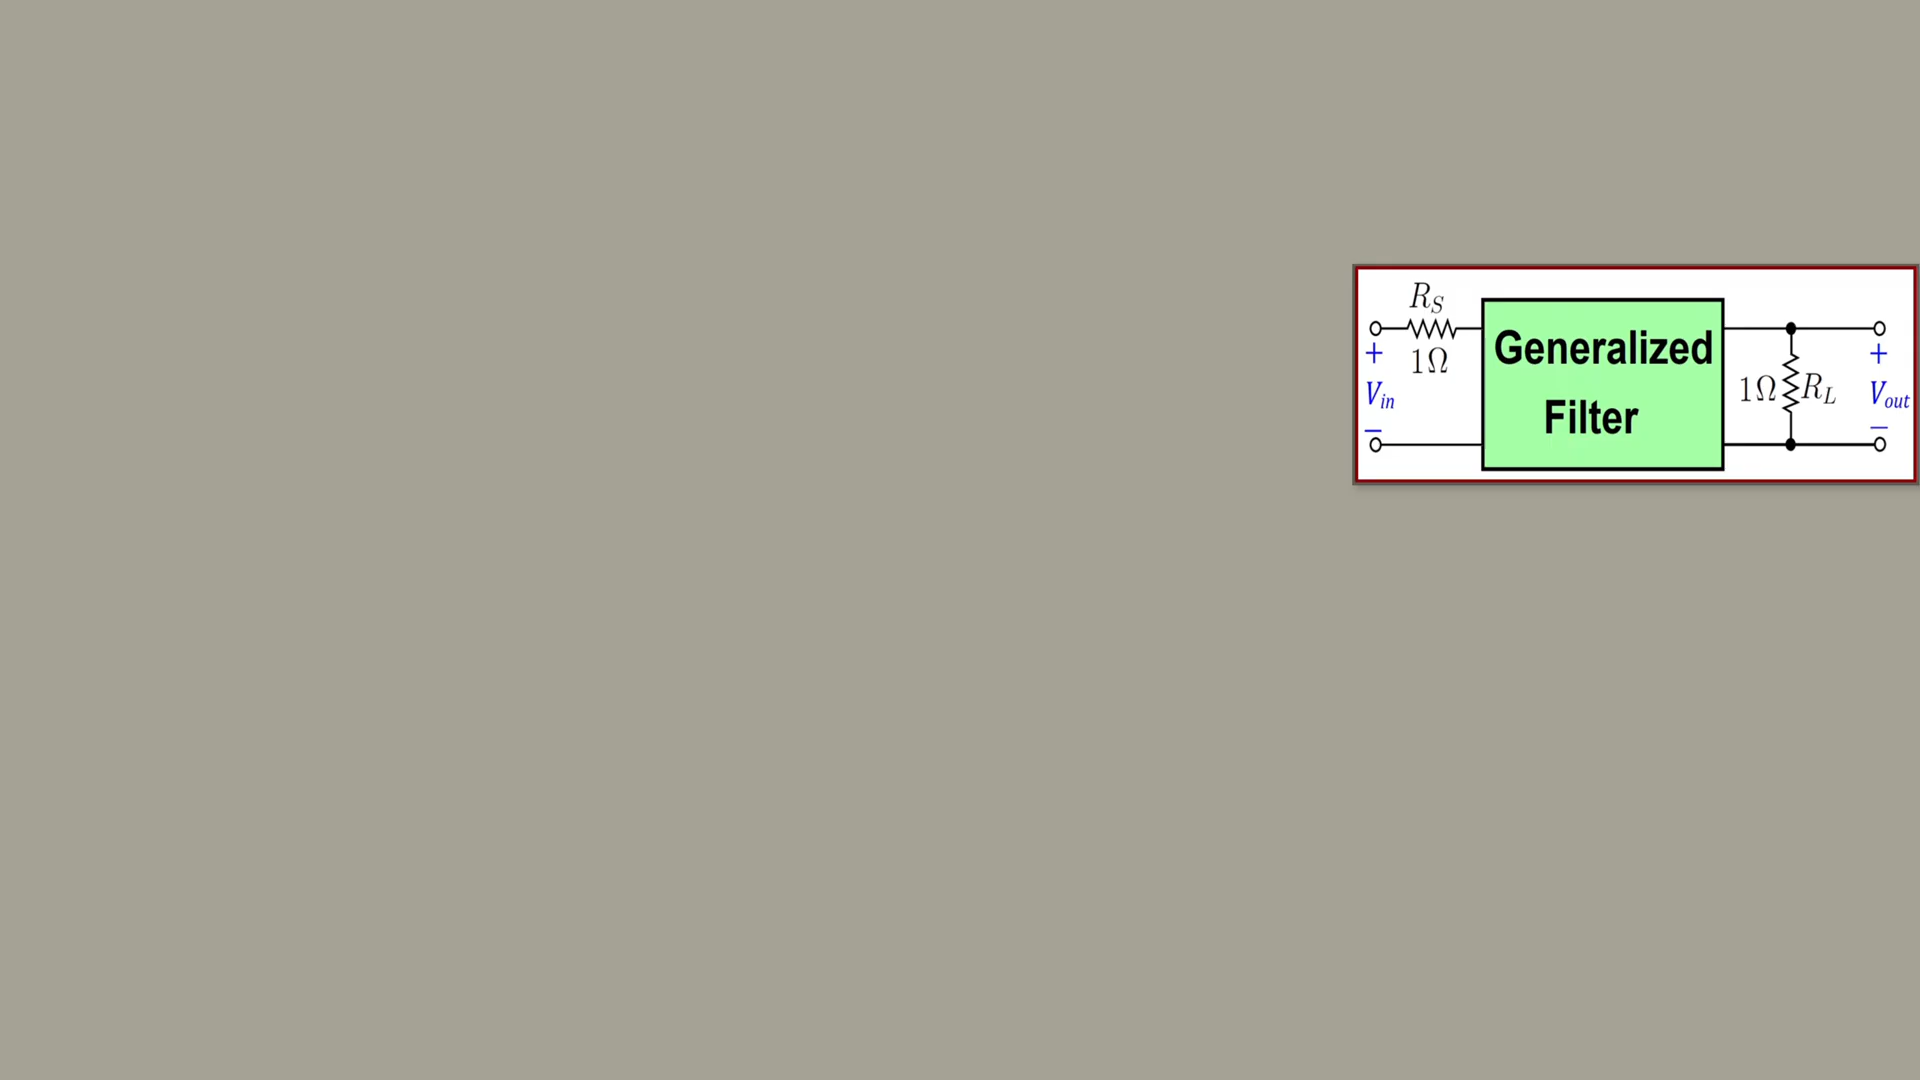 R_S
1Ω
+
V_in
−
Generalized
Filter
1Ω
R_L
+
V_out
−